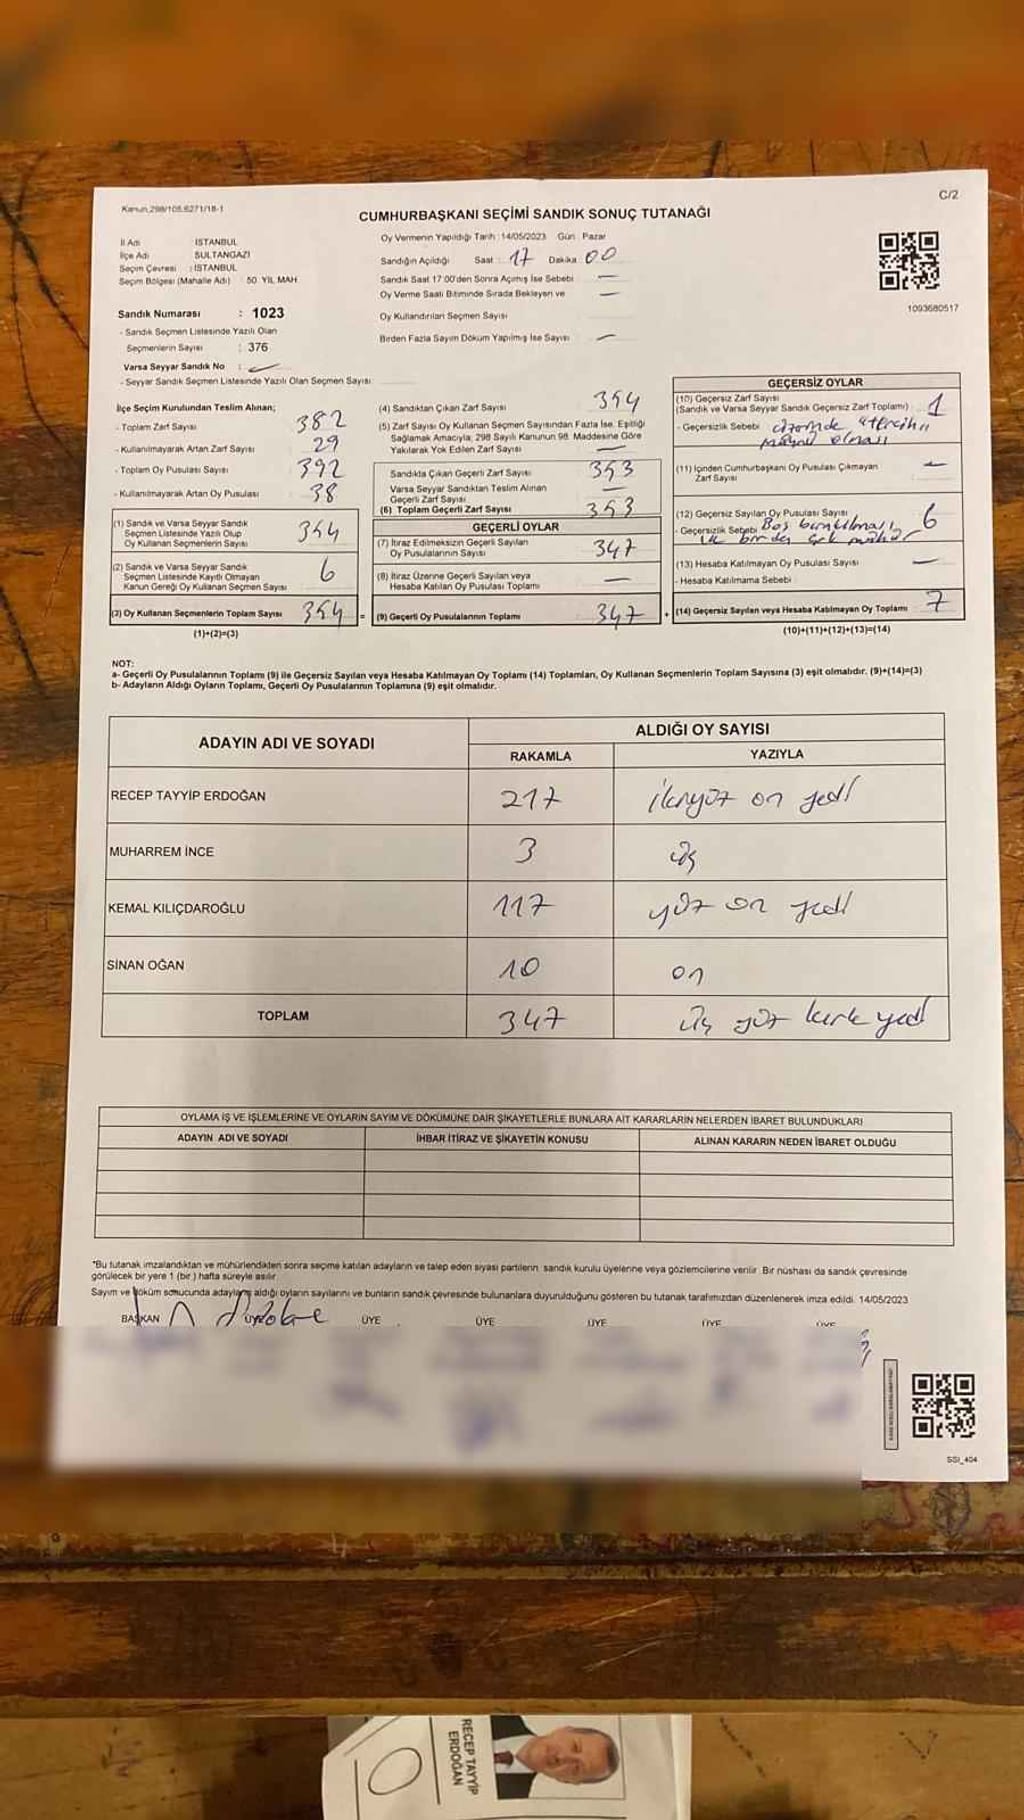 Kanun,298/105,6271/18-1
C/2
CUMHURBAŞKANI SEÇİMİ SANDIK SONUÇ TUTANAĞI
İl Adı İSTANBUL
İlçe Adı SULTANGAZİ
Seçim Çevresi : İSTANBUL
Seçim Bölgesi (Mahalle Adı) : 50. YIL MAH
Sandık Numarası : 1023
- Sandık Seçmen Listesinde Yazılı Olan
Seçmenlerin Sayısı : 376
Varsa Seyyar Sandık No :
- Seyyar Sandık Seçmen Listesinde Yazılı Olan Seçmen Sayısı:
Oy Vermenin Yapıldığı Tarih : 14/05/2023 Gün : Pazar
Sandığın Açıldığı Saat : 17 Dakika 00
Sandık Saat 17:00'den Sonra Açımış İse Sebebi —
Oy Verme Saati Bitiminde Sırada Bekleyen ve —
Oy Kullandırılan Seçmen Sayısı
Birden Fazla Sayım Döküm Yapılmış İse Sayısı —
1093680517
İlçe Seçim Kurulundan Teslim Alınan;
- Toplam Zarf Sayısı 382
- Kullanılmayarak Artan Zarf Sayısı 29
- Toplam Oy Pusulası Sayısı 392
- Kullanılmayarak Artan Oy Pusulası 38
(1) Sandık ve Varsa Seyyar Sandık
Seçmen Listesinde Yazılı Olup
Oy Kullanan Seçmenlerin Sayısı 354
(2) Sandık ve Varsa Seyyar Sandık
Seçmen Listesinde Kayıtlı Olmayan
Kanun Gereği Oy Kullanan Seçmen Sayısı 6
(3) Oy Kullanan Seçmenlerin Toplam Sayısı 354 =
(1)+(2)=(3)
(4) Sandıktan Çıkan Zarf Sayısı 354
(5) Zarf Sayısı Oy Kullanan Seçmen Sayısından Fazla İse, Eşitliği
Sağlamak Amacıyla; 298 Sayılı Kanunun 98. Maddesine Göre
Yakılarak Yok Edilen Zarf Sayısı —
Sandıkta Çıkan Geçerli Zarf Sayısı 353
Varsa Seyyar Sandıktan Teslim Alınan
Geçerli Zarf Sayısı —
(6) Toplam Geçerli Zarf Sayısı 353
GEÇERLİ OYLAR
(7) İtiraz Edilmeksizin Geçerli Sayılan
Oy Pusulalarının Sayısı 347
(8) İtiraz Üzerine Geçerli Sayılan veya
Hesaba Katılan Oy Pusulası Toplamı —
(9) Geçerli Oy Pusulalarının Toplamı 347 +
GEÇERSİZ OYLAR
(10) Geçersiz Zarf Sayısı
(Sandık ve Varsa Seyyar Sandık Geçersiz Zarf Toplamı) 1
- Geçersizlik Sebebi üzerinde "tercih"
mührü olması
(11) İçinden Cumhurbaşkanı Oy Pusulası Çıkmayan —
Zarf Sayısı
(12) Geçersiz Sayılan Oy Pusulası Sayısı 6
- Geçersizlik Sebebi Boş bırakılması,
(13) Hesaba Katılmayan Oy Pusulası Sayısı —
- Hesaba Katılmama Sebebi
(14) Geçersiz Sayılan veya Hesaba Katılmayan Oy Toplamı 7
(10)+(11)+(12)+(13)=(14)
NOT:
a- Geçerli Oy Pusulalarının Toplamı (9) ile Geçersiz Sayılan veya Hesaba Katılmayan Oy Toplamı (14) Toplamları, Oy Kullanan Seçmenlerin Toplam Sayısına (3) eşit olmalıdır. (9)+(14)=(3)
b- Adayların Aldığı Oyların Toplamı, Geçerli Oy Pusulalarının Toplamına (9) eşit olmalıdır.
ADAYIN ADI VE SOYADI
ALDIĞI OY SAYISI
RAKAMLA YAZIYLA
RECEP TAYYİP ERDOĞAN 217 ikiyüz on yedi
MUHARREM İNCE 3 üç
KEMAL KILIÇDAROĞLU 117 yüz on yedi
SİNAN OĞAN 10 on
TOPLAM 347 üç yüz kırk yedi
OYLAMA İŞ VE İŞLEMLERİNE VE OYLARIN SAYIM VE DÖKÜMÜNE DAİR ŞİKAYETLERLE BUNLARA AİT KARARLARIN NELERDEN İBARET BULUNDUKLARI
ADAYIN ADI VE SOYADI İHBAR İTİRAZ VE ŞİKAYETİN KONUSU ALINAN KARARIN NEDEN İBARET OLDUĞU
*Bu tutanak imzalandıktan ve mühürlendikten sonra seçime katılan adayların ve talep eden siyasi partilerin, sandık kurulu üyelerine veya gözlemcilerine verilir. Bir nüshası da sandık çevresinde
görülecek bir yere 1 (bir) hafta süreyle asılır.
Sayım ve döküm sonucunda adayların aldığı oyların sayılarını ve bunların sandık çevresinde bulunanlara duyurulduğunu gösteren bu tutanak tarafımızdan düzenlenerek imza edildi. 14/05/2023
BAŞKAN ÜYE ÜYE ÜYE ÜYE ÜYE
SSI_404
RECEP TAYYİP
ERDOĞAN